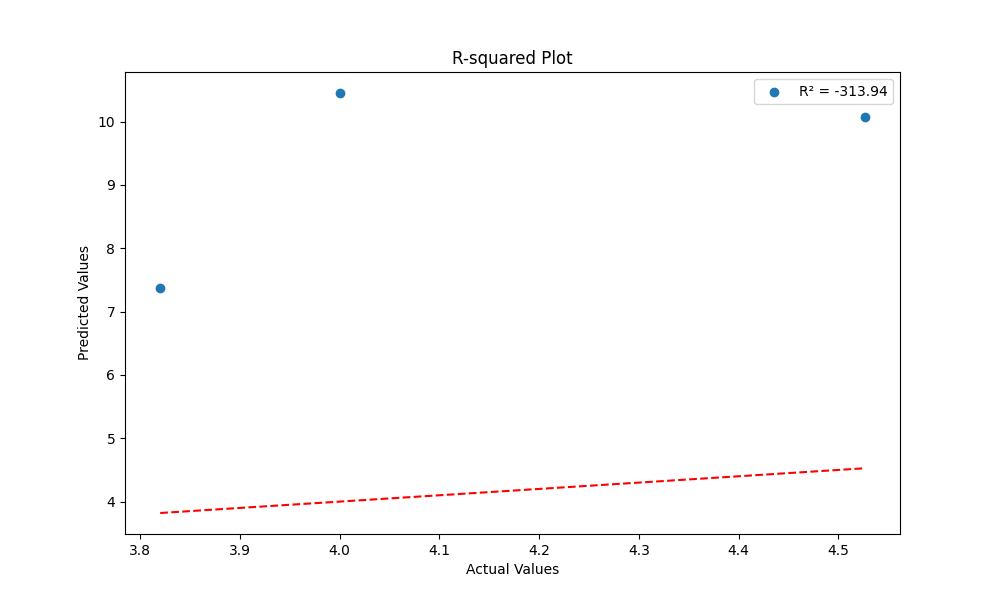 R-squared Plot
R² = -313.94
10
9
8
7
6
5
4
Predicted Values
3.8 3.9 4.0 4.1 4.2 4.3 4.4 4.5
Actual Values